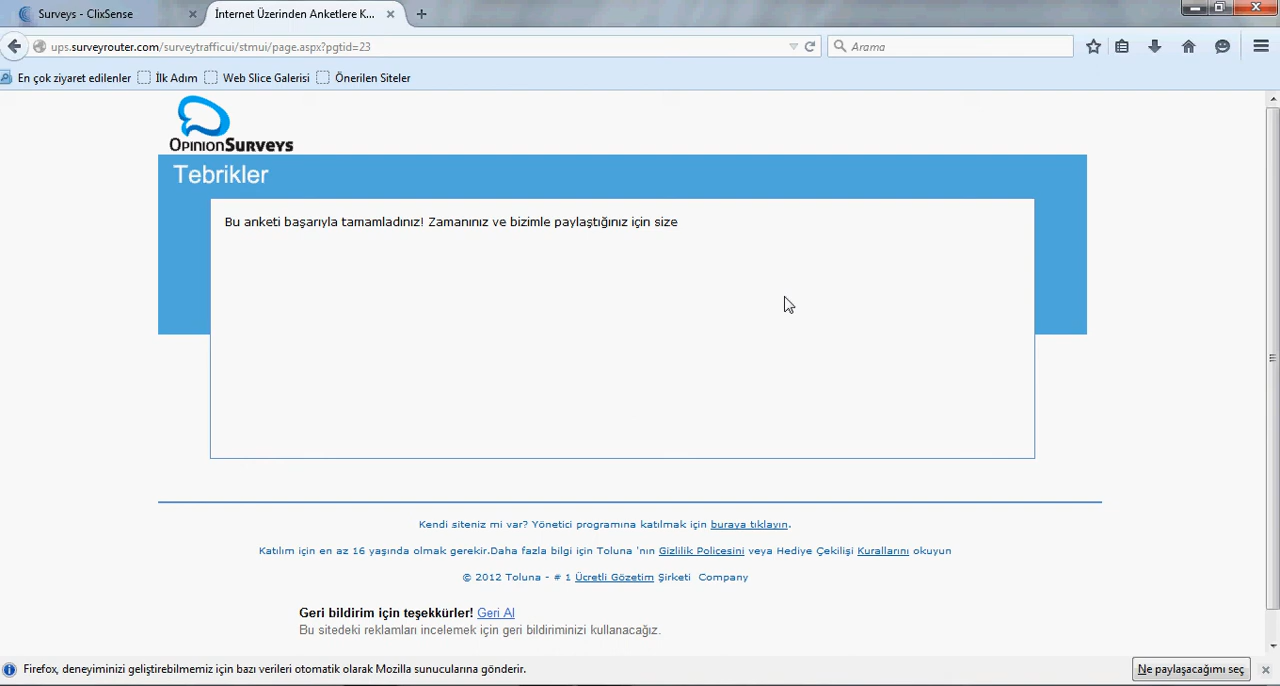 Surveys - ClixSense
İnternet Üzerinden Anketlere K...
ups.surveyrouter.com/surveytrafficui/stmui/page.aspx?pgtid=23
Arama
En çok ziyaret edilenler İlk Adım Web Slice Galerisi Önerilen Siteler
OpinionSurveys
Tebrikler
Bu anketi başarıyla tamamladınız! Zamanınız ve bizimle paylaştığınız için size
Kendi siteniz mi var? Yönetici programına katılmak için buraya tıklayın.
Katılım için en az 16 yaşında olmak gerekir.Daha fazla bilgi için Toluna 'nın Gizlilik Policesini veya Hediye Çekilişi Kurallarını okuyun
© 2012 Toluna - # 1 Ücretli Gözetim Şirketi Company
Geri bildirim için teşekkürler! Geri Al
Bu sitedeki reklamları incelemek için geri bildiriminizi kullanacağız.
Firefox, deneyiminizi geliştirebilmemiz için bazı verileri otomatik olarak Mozilla sunucularına gönderir.
Ne paylaşacağımı seç